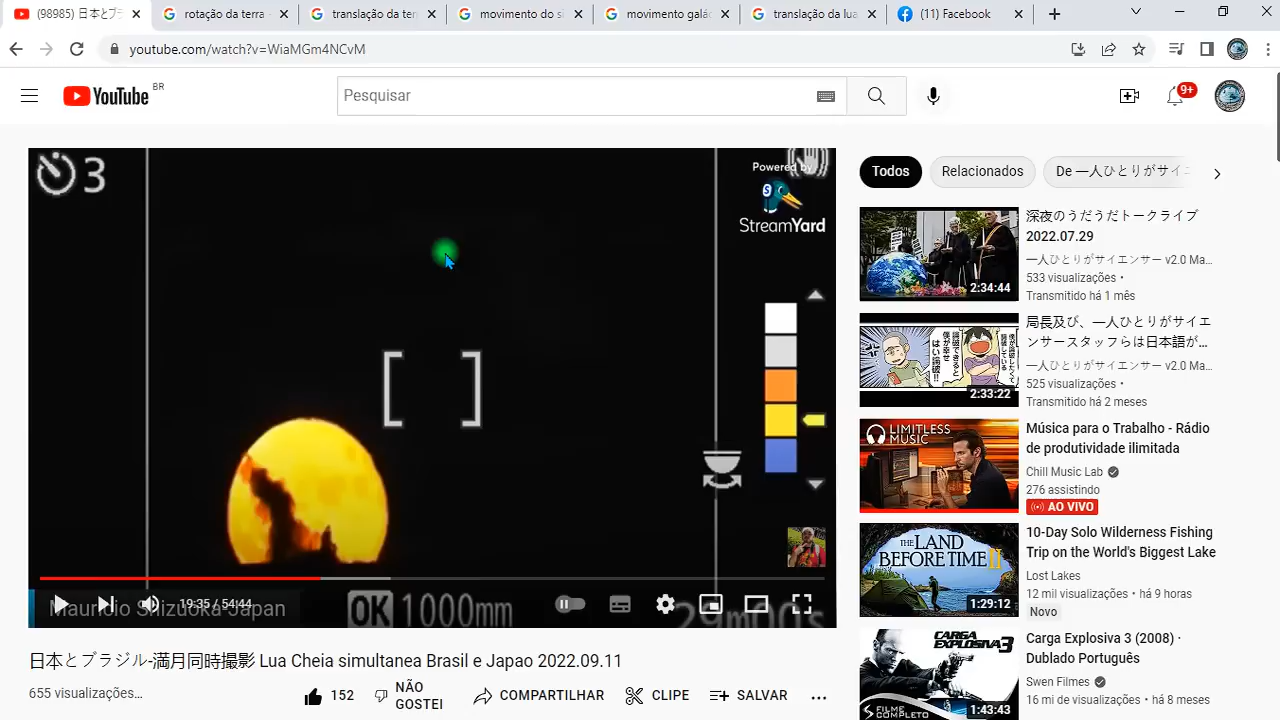 (98985) 日本とブラ
rotação da terra -
translação da ter
movimento do s
movimento galá
translação da lua
(11) Facebook
youtube.com/watch?v=WiaMGm4NCvM
YouTube BR
Pesquisar
9+
3
Powered by
StreamYard
19:35 / 54:44
Mauricio Shizuoka-Japan
OK 1000mm
29m00s
日本とブラジル-満月同時撮影 Lua Cheia simultanea Brasil e Japao 2022.09.11
655 visualizações...
152
NÃO GOSTEI
COMPARTILHAR
CLIPE
SALVAR
Todos
Relacionados
De 一人ひとりがサイエ
深夜のうだうだトークライブ
2022.07.29
一人ひとりがサイエンサー v2.0 Ma...
533 visualizações •
Transmitido há 1 mês
2:34:44
局長及び、一人ひとりがサイエ
ンサースタッフらは日本語が...
一人ひとりがサイエンサー v2.0 Ma...
525 visualizações •
Transmitido há 2 meses
2:33:22
LIMITLESS
MUSIC
Música para o Trabalho - Rádio
de produtividade ilimitada
Chill Music Lab
276 assistindo
AO VIVO
THE LAND
BEFORE TIME II
1:29:12
10-Day Solo Wilderness Fishing
Trip on the World's Biggest Lake
Lost Lakes
12 mil visualizações • há 9 horas
Novo
CARGA
EXPLOSIVA 3
FILME COMPLETO
1:43:43
Carga Explosiva 3 (2008) ·
Dublado Português
Swen Filmes
16 mi de visualizações • há 8 meses